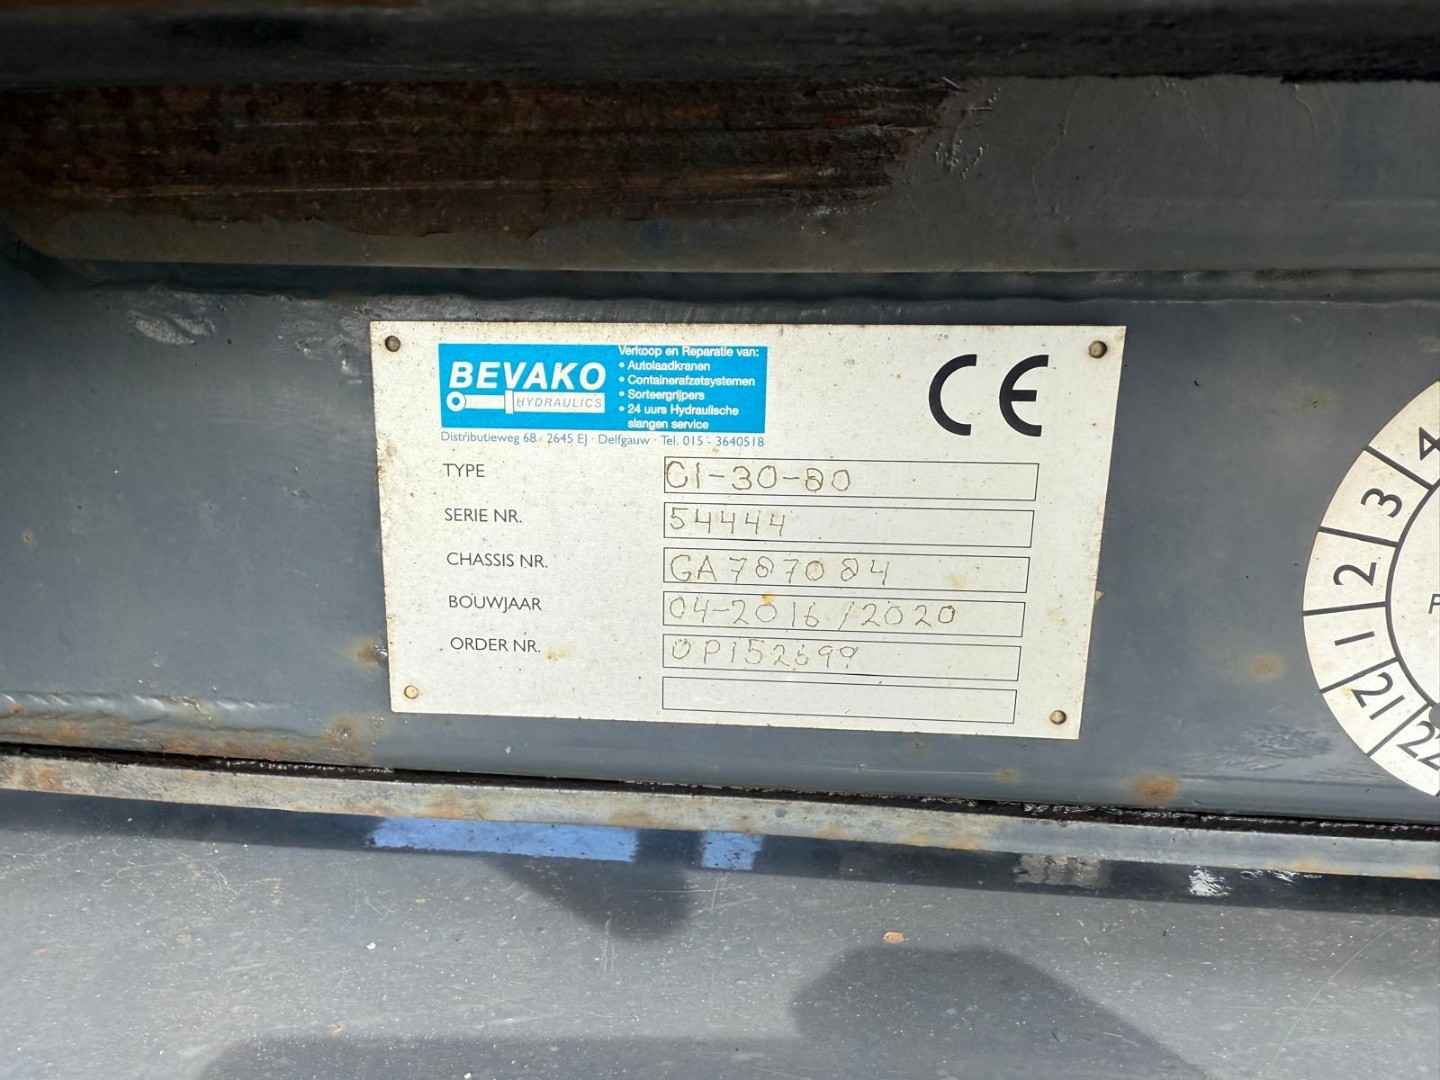 BEVAKO
HYDRAULICS
Verkoop en Reparatie van:
• Autolaadkranen
• Containerafzetsystemen
• Sorteergrijpers
• 24 uurs Hydraulische
slangen service
Distributieweg 68 · 2645 EJ · Delfgauw · Tel. 015 - 3640518
CE
TYPE C1-30-80
SERIE NR. 54444
CHASSIS NR. GA787084
BOUWJAAR 04-2016/2020
ORDER NR. OP152699
4
3
2
1
21
22